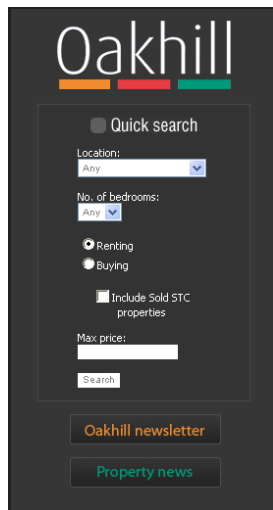 Oakhill
Quick search
Location:
Any
No. of bedrooms:
Any
Renting
Buying
Include Sold STC
properties
Max price:
Search
Oakhill newsletter
Property news